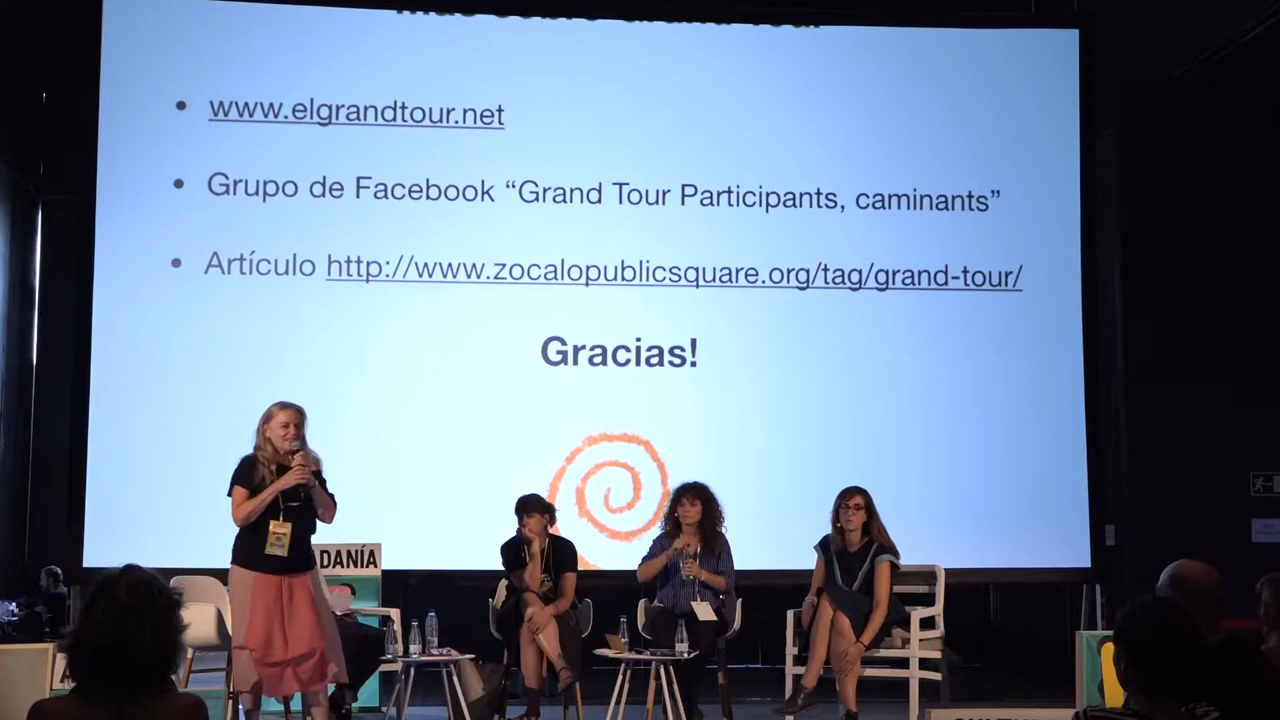 • www.elgrandtour.net
• Grupo de Facebook “Grand Tour Participants, caminants”
• Artículo http://www.zocalopublicsquare.org/tag/grand-tour/
Gracias!
DANÍA